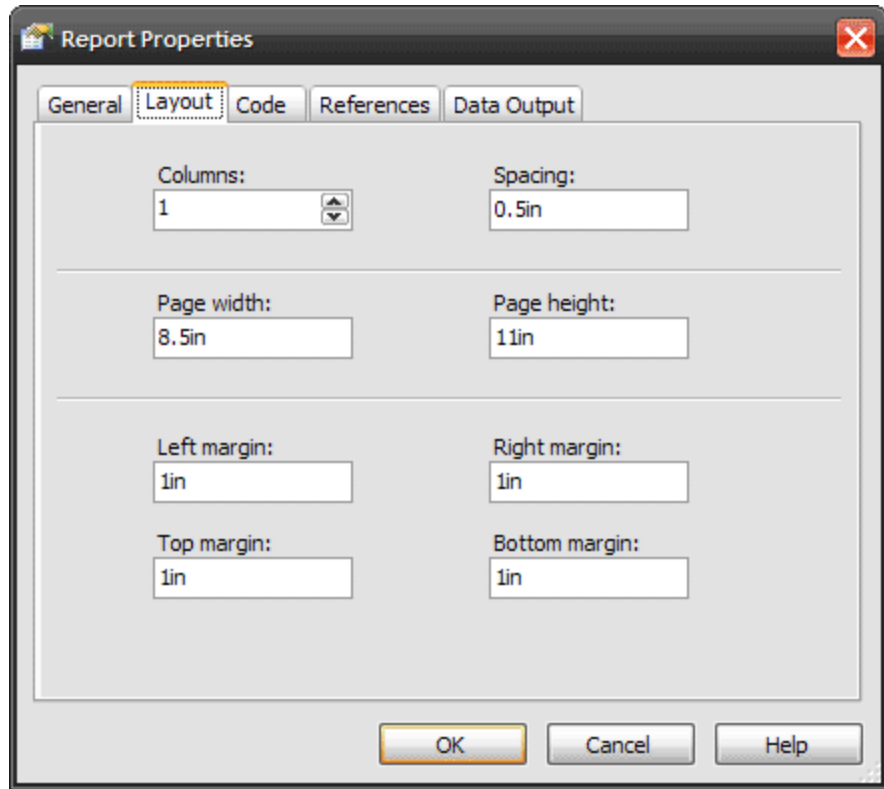 Report Properties
General Layout Code References Data Output
Columns: Spacing:
1 0.5in
Page width: Page height:
8.5in 11in
Left margin: Right margin:
1in 1in
Top margin: Bottom margin:
1in 1in
OK Cancel Help